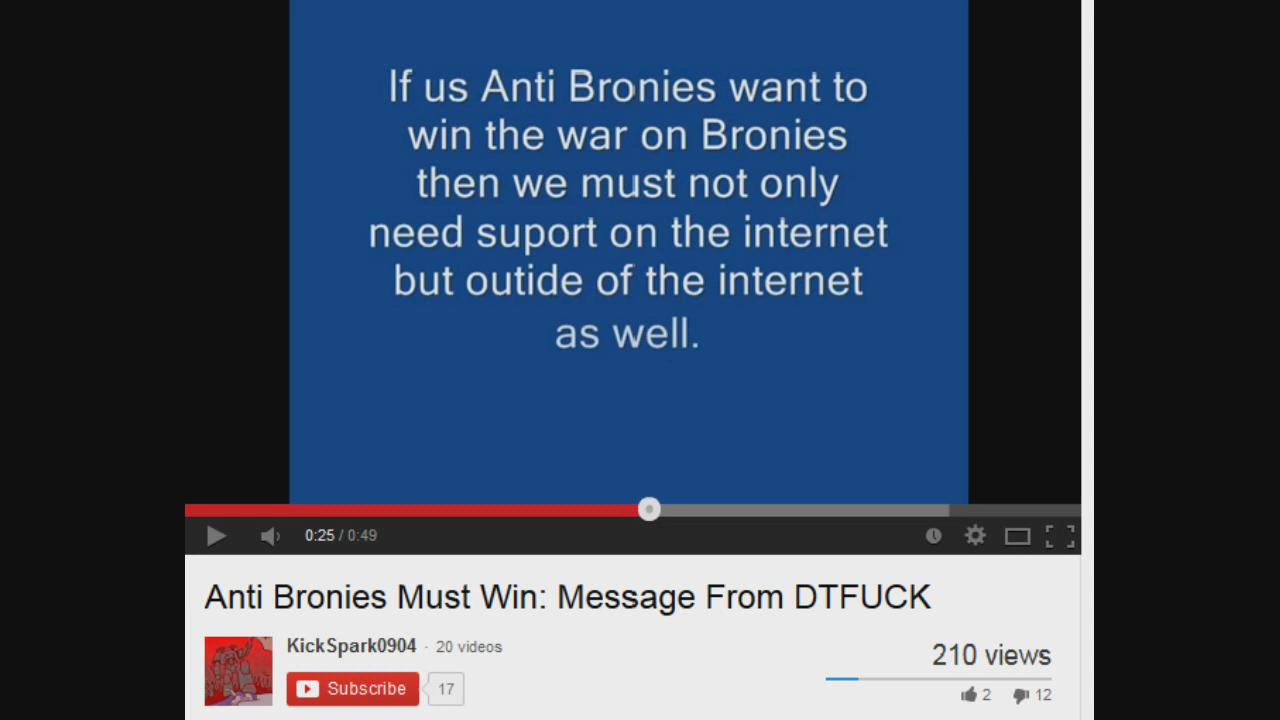 If us Anti Bronies want to
win the war on Bronies
then we must not only
need suport on the internet
but outide of the internet
as well.
0:25 / 0:49
Anti Bronies Must Win: Message From DTFUCK
KickSpark0904 · 20 videos
Subscribe 17
210 views
2 12